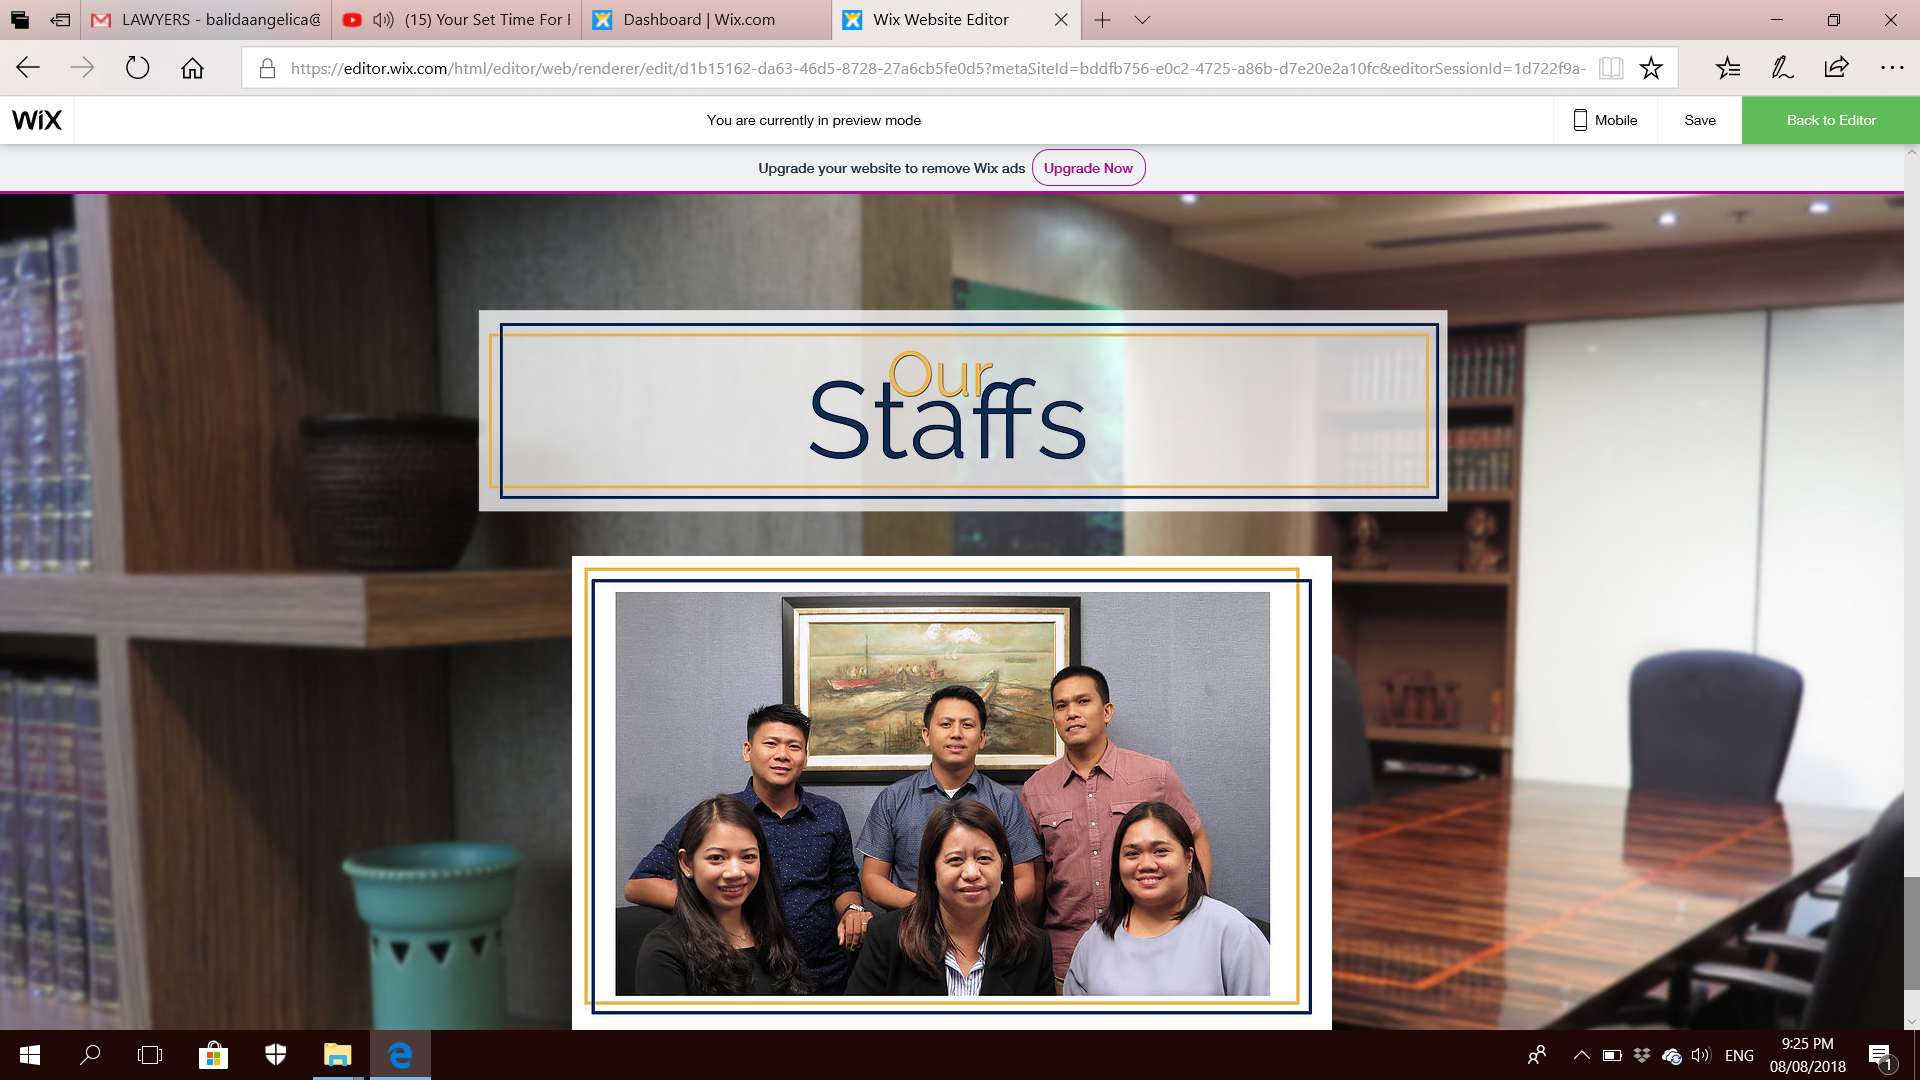 LAWYERS - balidaangelica@
(15) Your Set Time For
Dashboard | Wix.com
Wix Website Editor
https://editor.wix.com/html/editor/web/renderer/edit/d1b15162-da63-46d5-8728-27a6cb5fe0d5?metaSiteId=bddfb756-e0c2-4725-a86b-d7e20e2a10fc&editorSessionId=1d722f9a-
WiX
You are currently in preview mode
Mobile
Save
Back to Editor
Upgrade your website to remove Wix ads
Upgrade Now
Our
Staffs
ENG
9:25 PM
08/08/2018
1